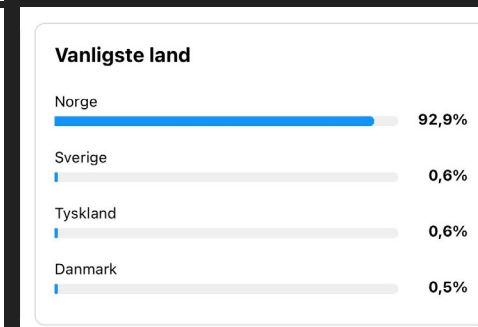 Vanligste land
Norge
92,9%
Sverige
0,6%
Tyskland
0,6%
Danmark
0,5%